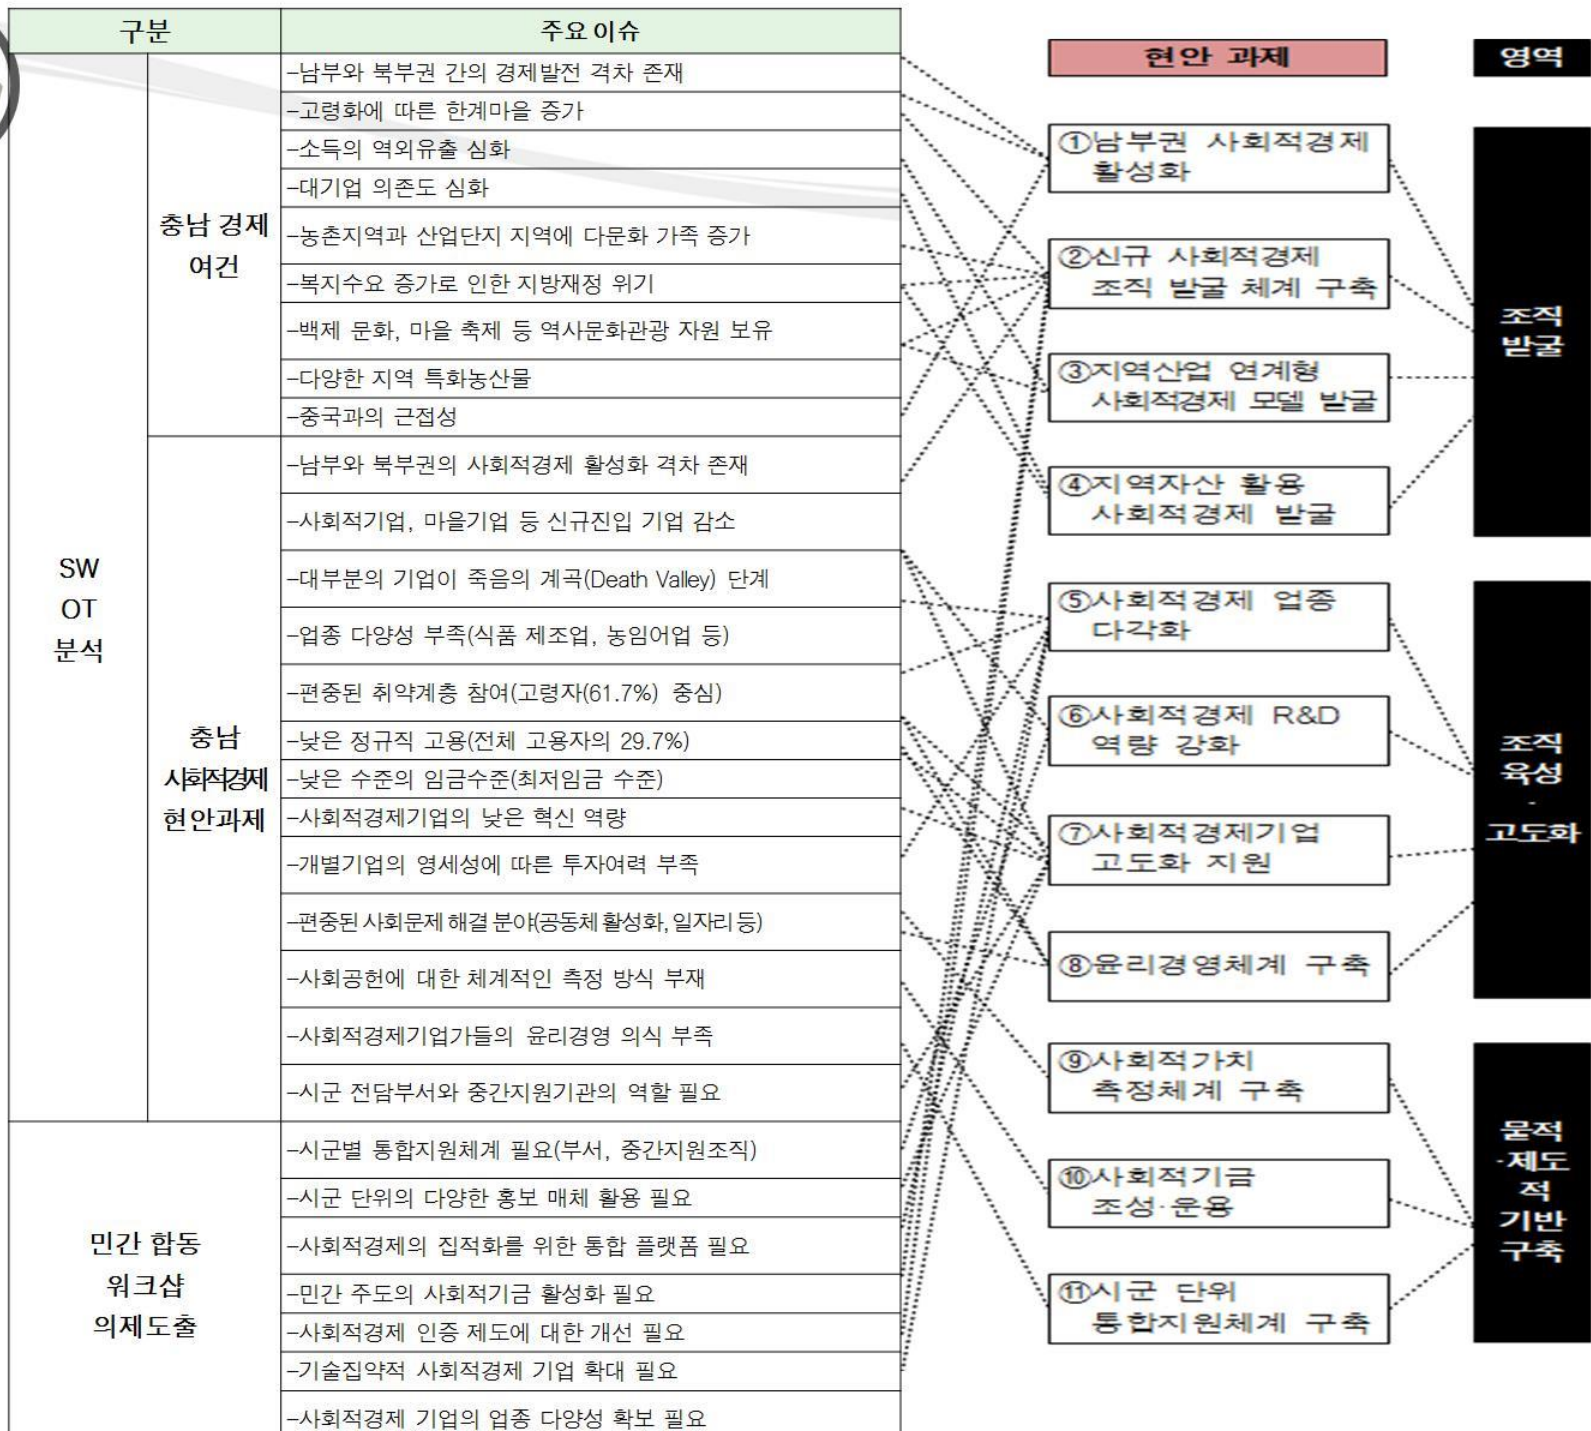 구분
주요 이슈
SW
OT
분석
충남 경제
여건
-남부와 북부권 간의 경제발전 격차 존재
-고령화에 따른 한계마을 증가
-소득의 역외유출 심화
-대기업 의존도 심화
-농촌지역과 산업단지 지역에 다문화 가족 증가
-복지수요 증가로 인한 지방재정 위기
-백제 문화, 마을 축제 등 역사문화관광 자원 보유
-다양한 지역 특화농산물
-중국과의 근접성
충남
사회적경제
현안과제
-남부와 북부권의 사회적경제 활성화 격차 존재
-사회적기업, 마을기업 등 신규진입 기업 감소
-대부분의 기업이 죽음의 계곡(Death Valley) 단계
-업종 다양성 부족(식품 제조업, 농임어업 등)
-편중된 취약계층 참여(고령자(61.7%) 중심)
-낮은 정규직 고용(전체 고용자의 29.7%)
-낮은 수준의 임금수준(최저임금 수준)
-사회적경제기업의 낮은 혁신 역량
-개별기업의 영세성에 따른 투자여력 부족
-편중된 사회문제 해결 분야(공동체 활성화, 일자리 등)
-사회공헌에 대한 체계적인 측정 방식 부재
-사회적경제기업가들의 윤리경영 의식 부족
-시군 전담부서와 중간지원기관의 역할 필요
민간 합동
워크샵
의제도출
-시군별 통합지원체계 필요(부서, 중간지원조직)
-시군 단위의 다양한 홍보 매체 활용 필요
-사회적경제의 집적화를 위한 통합 플랫폼 필요
-민간 주도의 사회적기금 활성화 필요
-사회적경제 인증 제도에 대한 개선 필요
-기술집약적 사회적경제 기업 확대 필요
-사회적경제 기업의 업종 다양성 확보 필요
현안 과제
①남부권 사회적경제
활성화
②신규 사회적경제
조직 발굴 체계 구축
③지역산업 연계형
사회적경제 모델 발굴
④지역자산 활용
사회적경제 발굴
⑤사회적경제 업종
다각화
⑥사회적경제 R&D
역량 강화
⑦사회적경제기업
고도화 지원
⑧윤리경영체계 구축
⑨사회적가치
측정체계 구축
⑩사회적기금
조성·운용
⑪시군 단위
통합지원체계 구축
영역
조직
발굴
조직
육성
·
고도화
물적
·제도
적
기반
구축